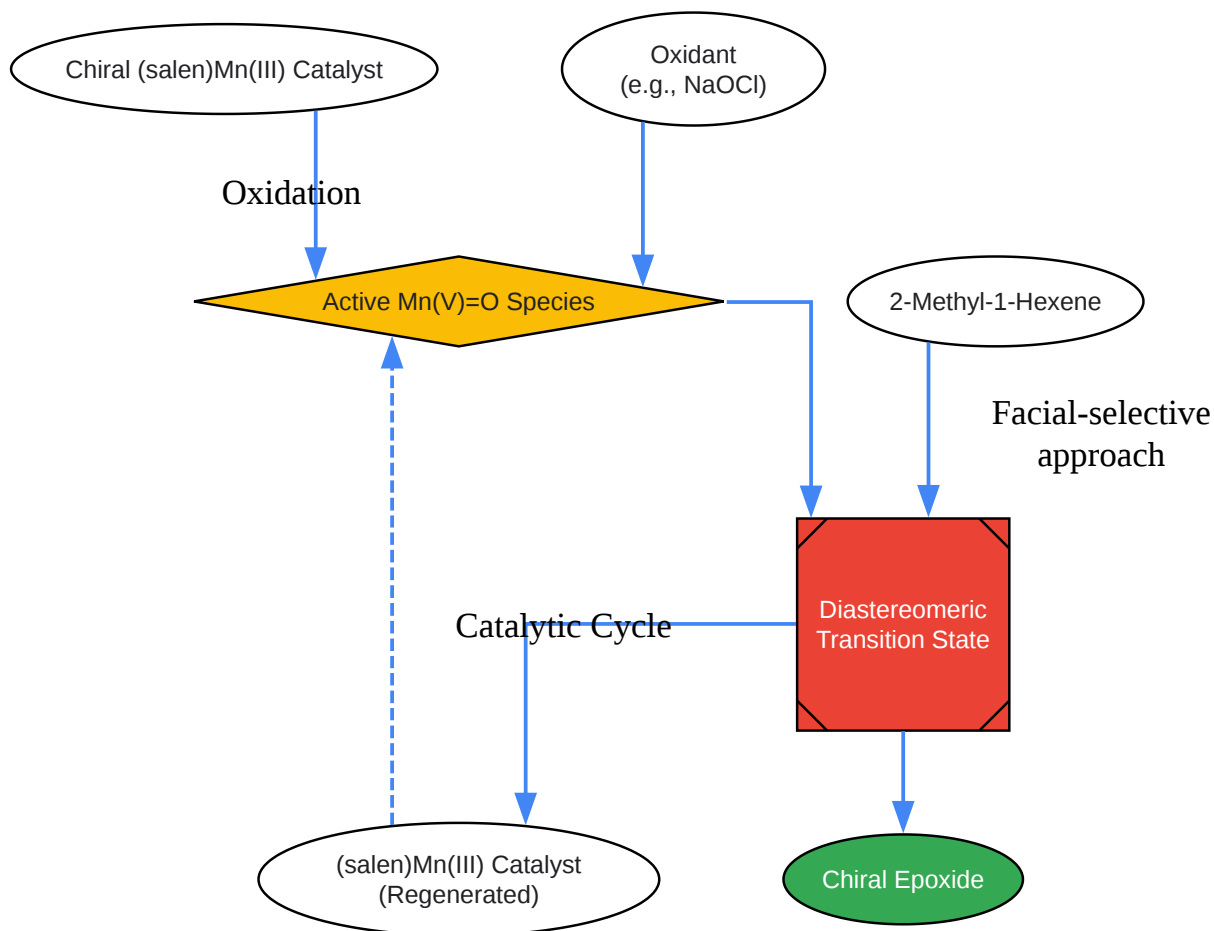 Chiral (salen)Mn(III) Catalyst
Oxidant
(e.g., NaOCl)
Oxidation
Active Mn(V)=O Species
2-Methyl-1-Hexene
Facial-selective
approach
Diastereomeric
Transition State
Catalytic Cycle
(salen)Mn(III) Catalyst
(Regenerated)
Chiral Epoxide